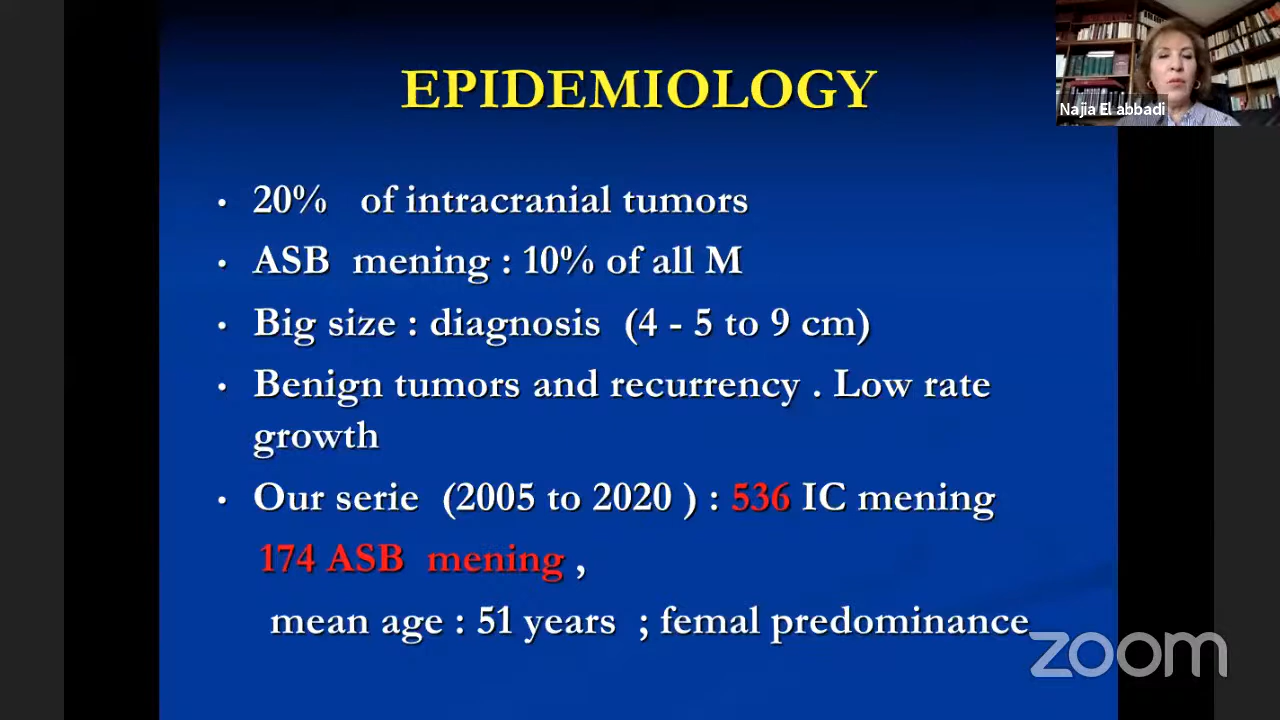 EPIDEMIOLOGY
Najia El abbadi
• 20% of intracranial tumors
• ASB mening : 10% of all M
• Big size : diagnosis (4 - 5 to 9 cm)
• Benign tumors and recurrency . Low rate
growth
• Our serie (2005 to 2020 ) : 536 IC mening
174 ASB mening ,
mean age : 51 years ; femal predominance
zoom